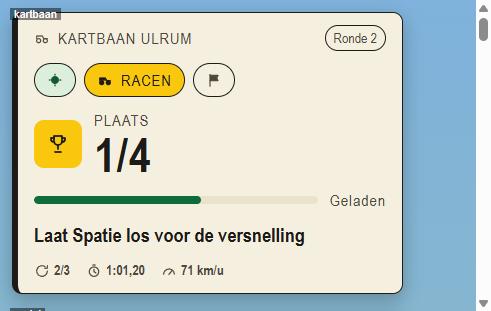 kartbaan
KARTBAAN ULRUM
Ronde 2
RACEN
PLAATS
1/4
Geladen
Laat Spatie los voor de versnelling
2/3 1:01,20 71 km/u